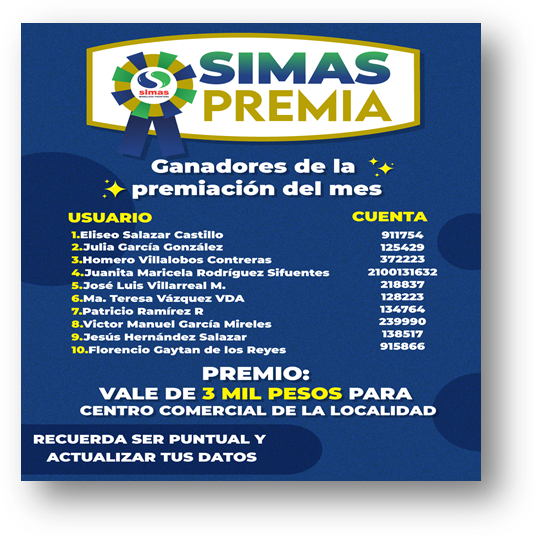 simas
SIMAS
PREMIA
Ganadores de la
premiación del mes
USUARIO CUENTA
1.Eliseo Salazar Castillo 911754
2.Julia García González 125429
3.Homero Villalobos Contreras 372223
4.Juanita Maricela Rodríguez Sifuentes 2100131632
5.José Luis Villarreal M. 218837
6.Ma. Teresa Vázquez VDA 128223
7.Patricio Ramírez R 134764
8.Victor Manuel García Mireles 239990
9.Jesús Hernández Salazar 138517
10.Florencio Gaytan de los Reyes 915866
PREMIO:
VALE DE 3 MIL PESOS PARA
CENTRO COMERCIAL DE LA LOCALIDAD
RECUERDA SER PUNTUAL Y
ACTUALIZAR TUS DATOS